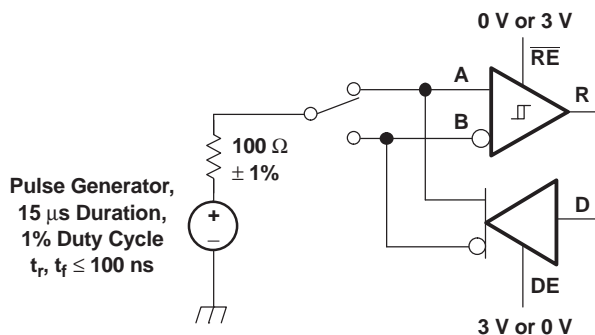 0 V or 3 V
RE
A
R
B
100 Ω
± 1%
Pulse Generator,
15 μs Duration,
1% Duty Cycle
tr, tf ≤ 100 ns
+
–
D
DE
3 V or 0 V